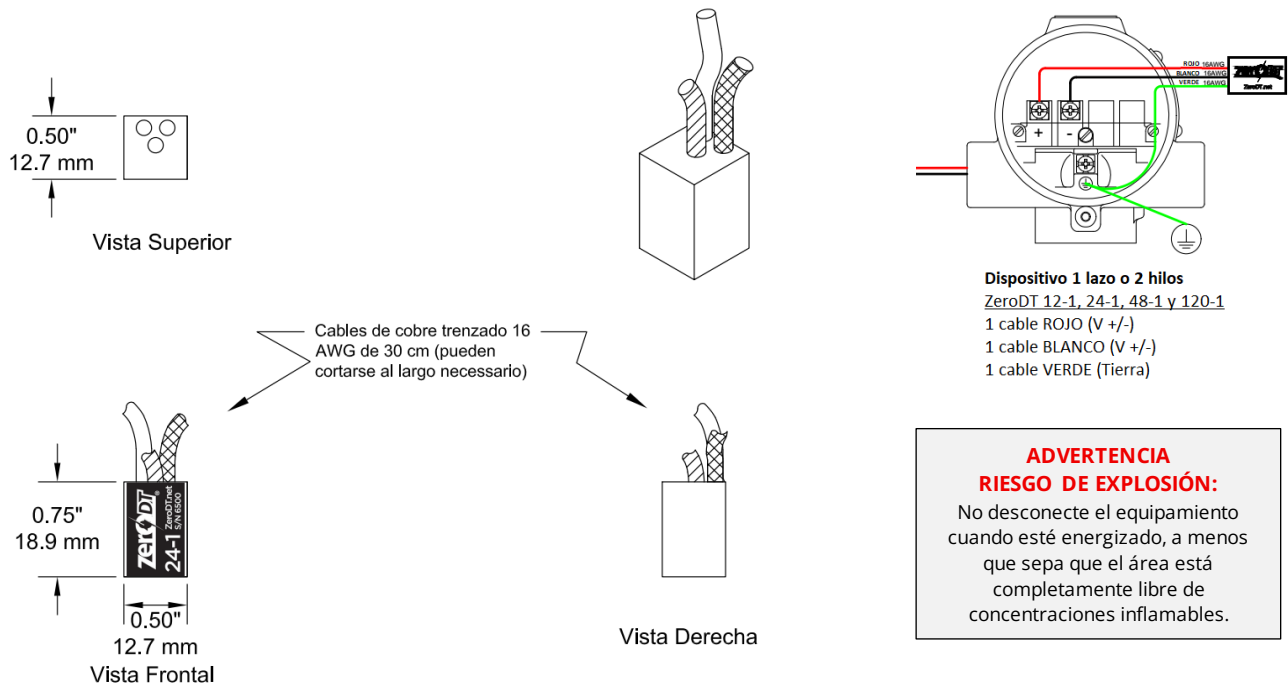 0.50"
12.7 mm
Vista Superior
Cables de cobre trenzado 16
AWG de 30 cm (pueden
cortarse al largo necessario)
0.75"
18.9 mm
zeroDT®
24-1
ZeroDT.net
S/N 6500
0.50"
12.7 mm
Vista Frontal
Vista Derecha
ROJO 16AWG
BLANCO 16AWG
VERDE 16AWG
zeroDT
ZeroDT.net
+ -
Dispositivo 1 lazo o 2 hilos
ZeroDT 12-1, 24-1, 48-1 y 120-1
1 cable ROJO (V +/-)
1 cable BLANCO (V +/-)
1 cable VERDE (Tierra)
ADVERTENCIA
RIESGO DE EXPLOSIÓN:
No desconecte el equipamiento
cuando esté energizado, a menos
que sepa que el área está
completamente libre de
concentraciones inflamables.